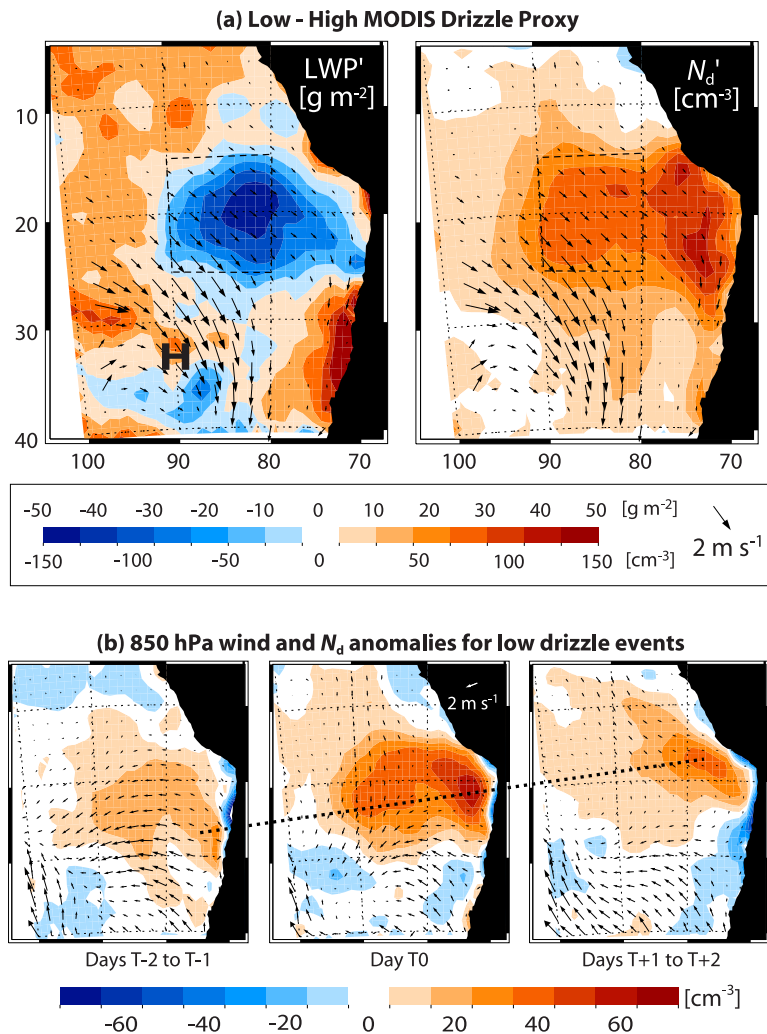 (a) Low - High MODIS Drizzle Proxy
LWP' [g m-2]
Nd' [cm-3]
10
20
30
40
H
100 90 80 70
100 90 80 70
-50 -40 -30 -20 -10 0 10 20 30 40 50 [g m-2]
-150 -100 -50 0 50 100 150 [cm-3]
2 m s-1
(b) 850 hPa wind and Nd anomalies for low drizzle events
2 m s-1
Days T-2 to T-1
Day T0
Days T+1 to T+2
[cm-3]
-60 -40 -20 0 20 40 60